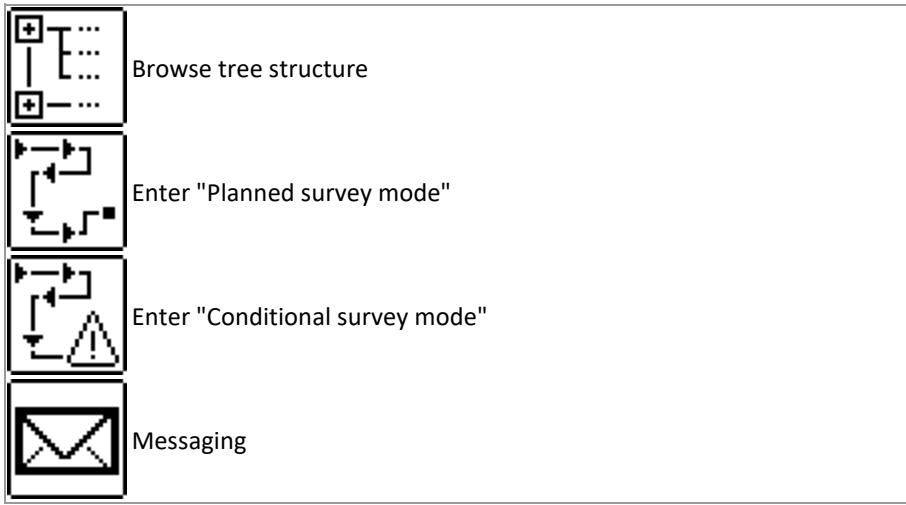 Browse tree structure
Enter "Planned survey mode"
Enter "Conditional survey mode"
Messaging